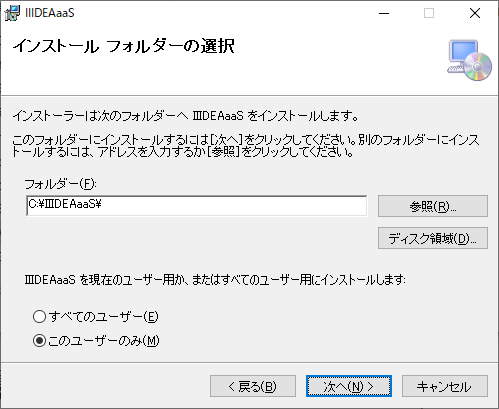 IIIDEAaaS
インストール フォルダーの選択
インストーラーは次のフォルダーへ IIIDEAaaS をインストールします。
このフォルダーにインストールするには[次へ]をクリックしてください。別のフォルダーにインス
トールするには、アドレスを入力するか[参照]をクリックしてください。
フォルダー(F):
C:¥IIIDEAaaS¥
参照(R)...
ディスク領域(D)...
IIIDEAaaS を現在のユーザー用か、またはすべてのユーザー用にインストールします:
すべてのユーザー(E)
このユーザーのみ(M)
< 戻る(B)
次へ(N) >
キャンセル